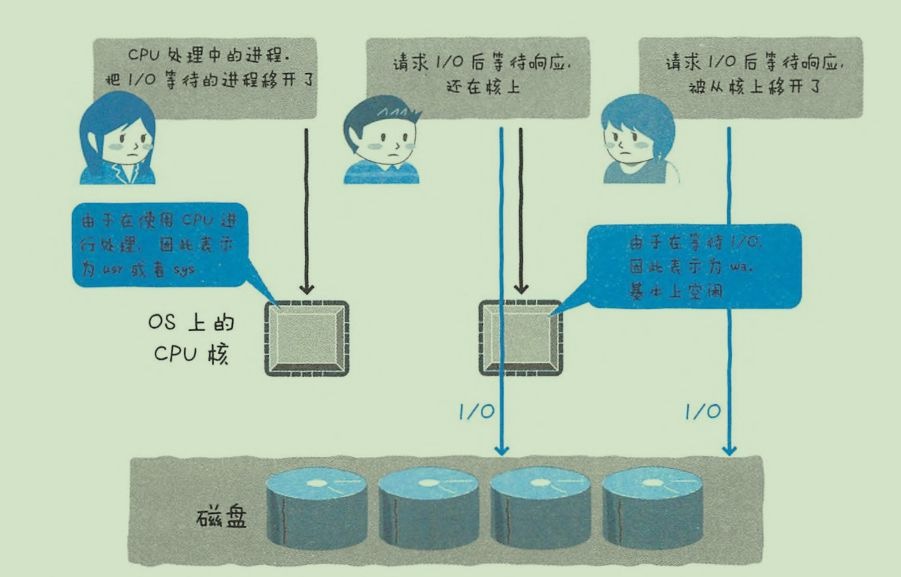 CPU 处理中的进程.
把 I/O 等待的进程移开了
请求 I/O 后等待响应,
还在核上
请求 I/O 后等待响应,
被从核上移开了
由于在使用 CPU 进
行处理, 因此表示
为 usr 或者 sys
由于在等待 I/O,
因此表示为 wa.
基本上空闲
OS 上的
CPU 核
I/O
I/O
磁盘